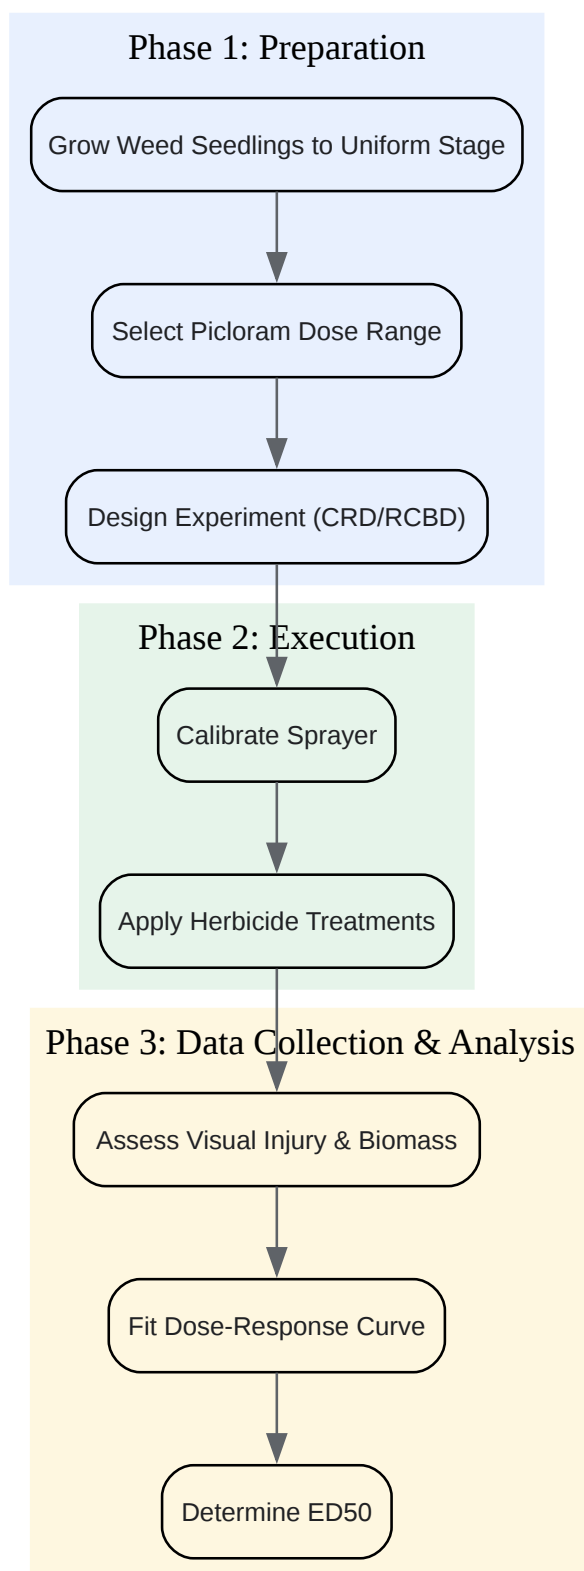 Phase 1: Preparation
Grow Weed Seedlings to Uniform Stage
Select Picloram Dose Range
Design Experiment (CRD/RCBD)
Phase 2: Execution
Calibrate Sprayer
Apply Herbicide Treatments
Phase 3: Data Collection & Analysis
Assess Visual Injury & Biomass
Fit Dose-Response Curve
Determine ED50